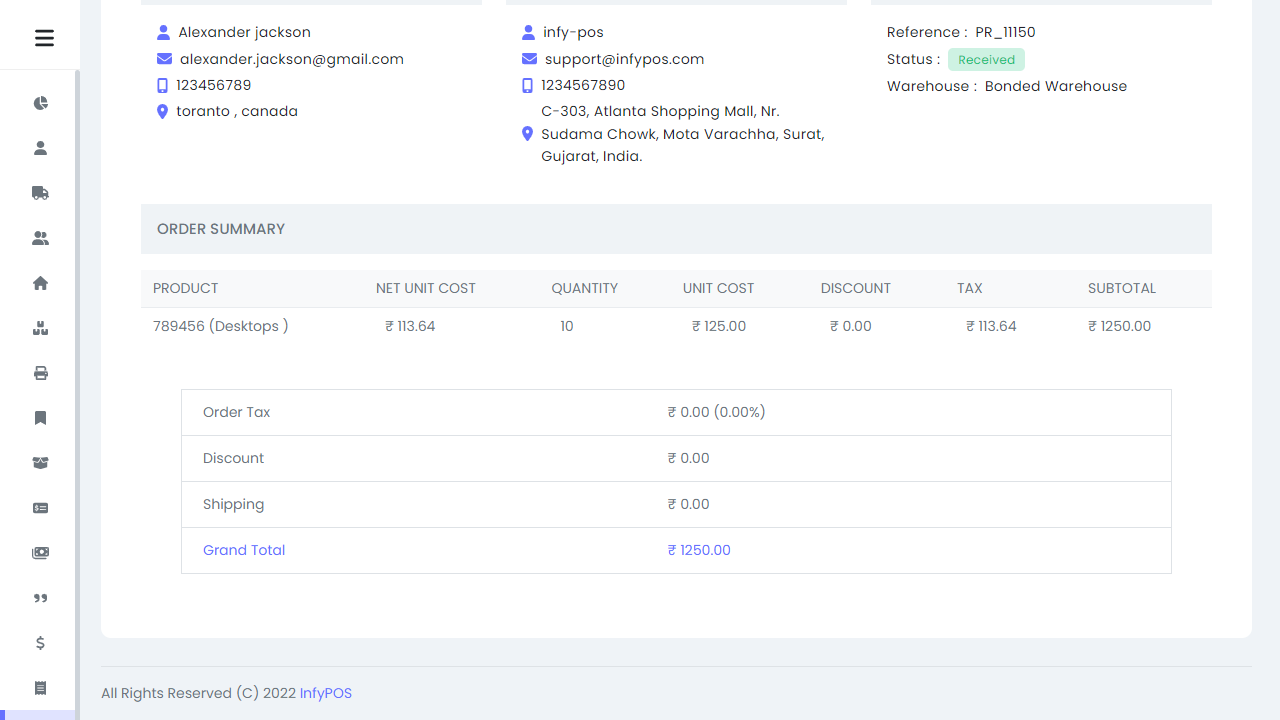 Alexander jackson
alexander.jackson@gmail.com
123456789
toranto , canada
infy-pos
support@infypos.com
1234567890
C-303, Atlanta Shopping Mall, Nr.
Sudama Chowk, Mota Varachha, Surat,
Gujarat, India.
Reference : PR_11150
Status : Received
Warehouse : Bonded Warehouse
ORDER SUMMARY
PRODUCT NET UNIT COST QUANTITY UNIT COST DISCOUNT TAX SUBTOTAL
789456 (Desktops ) ₹ 113.64 10 ₹ 125.00 ₹ 0.00 ₹ 113.64 ₹ 1250.00
Order Tax ₹ 0.00 (0.00%)
Discount ₹ 0.00
Shipping ₹ 0.00
Grand Total ₹ 1250.00
All Rights Reserved (C) 2022 InfyPOS